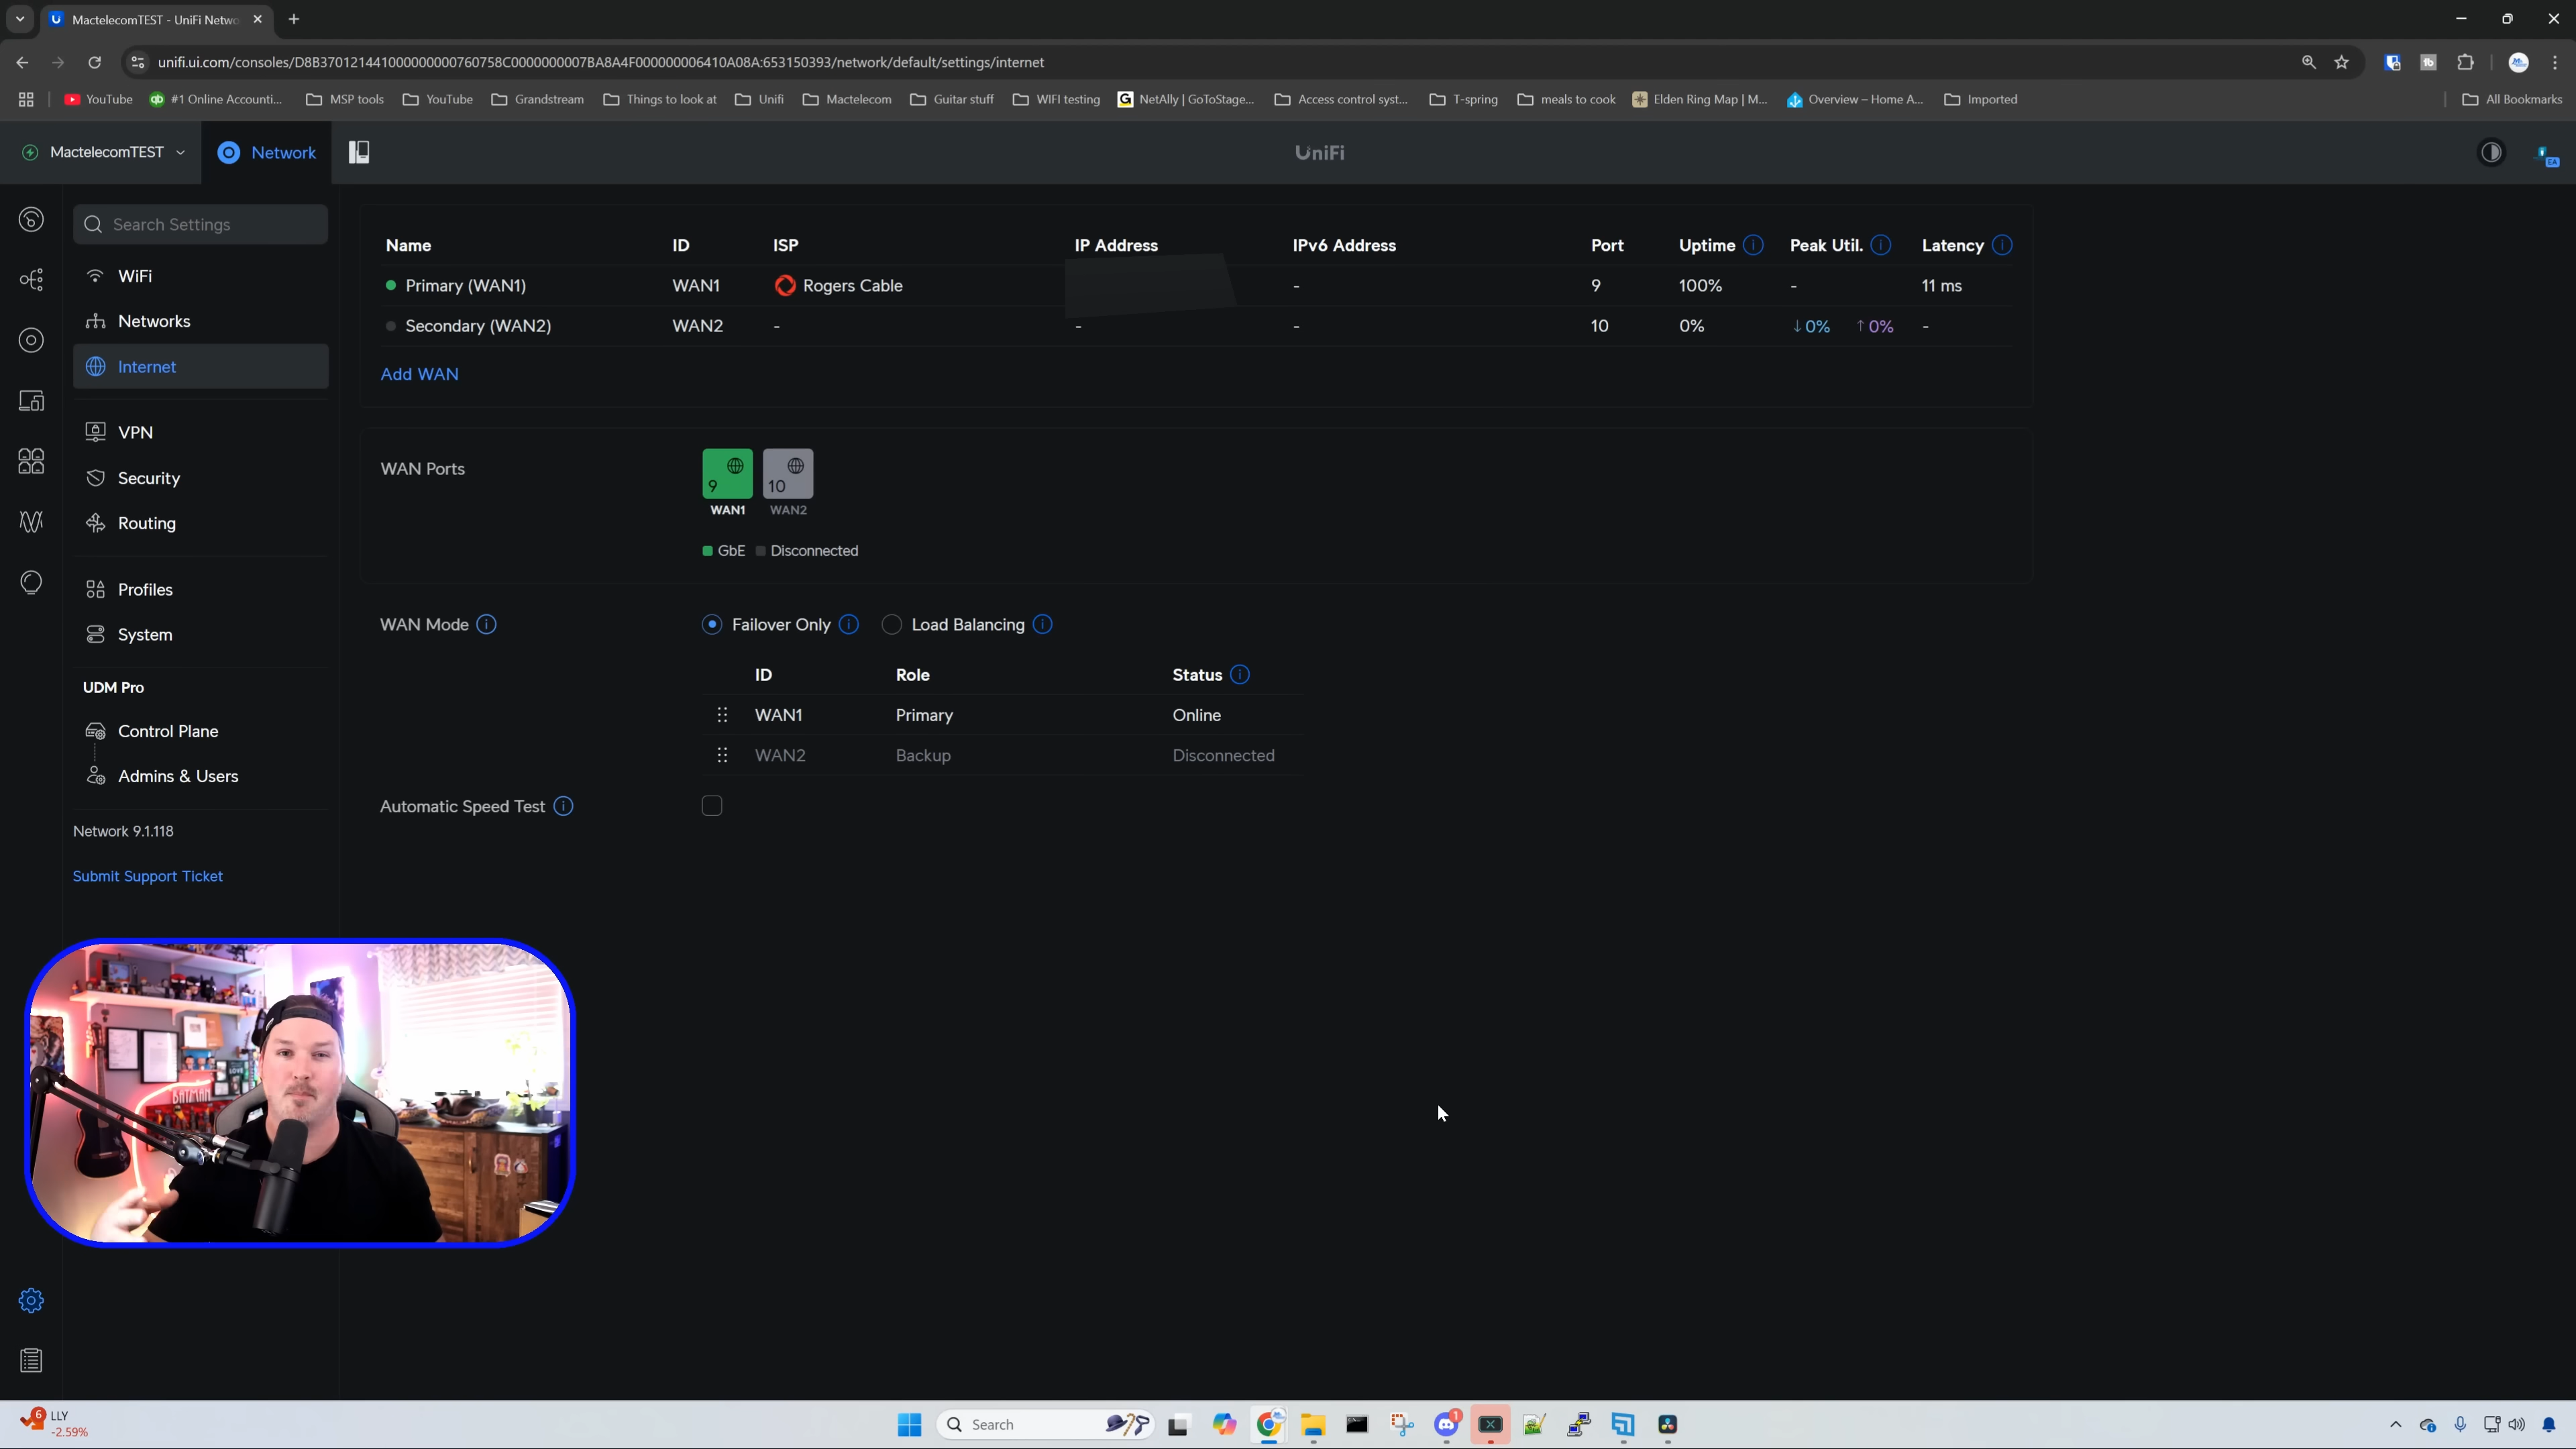 MactelecomTEST - UniFi Netwo
unifi.ui.com/consoles/D8B370121441000000000760758C0000000007BA8A4F000000006410A08A:653150393/network/default/settings/internet
YouTube #1 Online Accounti... MSP tools YouTube Grandstream Things to look at Unifi Mactelecom Guitar stuff WIFI testing NetAlly | GoToStage... Access control syst... T-spring meals to cook Elden Ring Map | M... Overview – Home A... Imported All Bookmarks
MactelecomTEST Network UniFi EA
Search Settings
WiFi
Networks
Internet
VPN
Security
Routing
Profiles
System
UDM Pro
Control Plane
Admins & Users
Network 9.1.118
Submit Support Ticket
Name ID ISP IP Address IPv6 Address Port Uptime Peak Util. Latency
Primary (WAN1) WAN1 Rogers Cable - 9 100% - 11 ms
Secondary (WAN2) WAN2 - - - 10 0% ↓0% ↑0% -
Add WAN
WAN Ports
9 10
WAN1 WAN2
GbE Disconnected
WAN Mode Failover Only Load Balancing
ID Role Status
WAN1 Primary Online
WAN2 Backup Disconnected
Automatic Speed Test
BATMAN
LOVE
6 LLY
-2.59%
Search
1